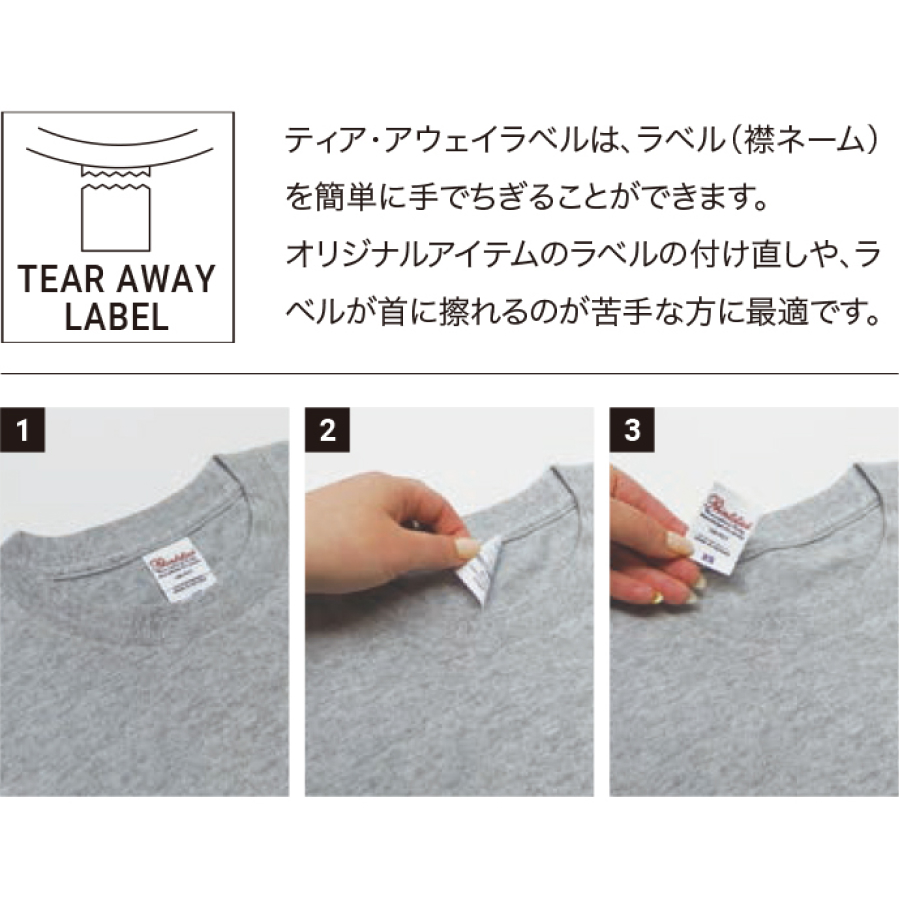 TEAR AWAY
LABEL
ティア・アウェイラベルは、ラベル（襟ネーム）
を簡単に手でちぎることができます。
オリジナルアイテムのラベルの付け直しや、ラ
ベルが首に擦れるのが苦手な方に最適です。
1
2
3